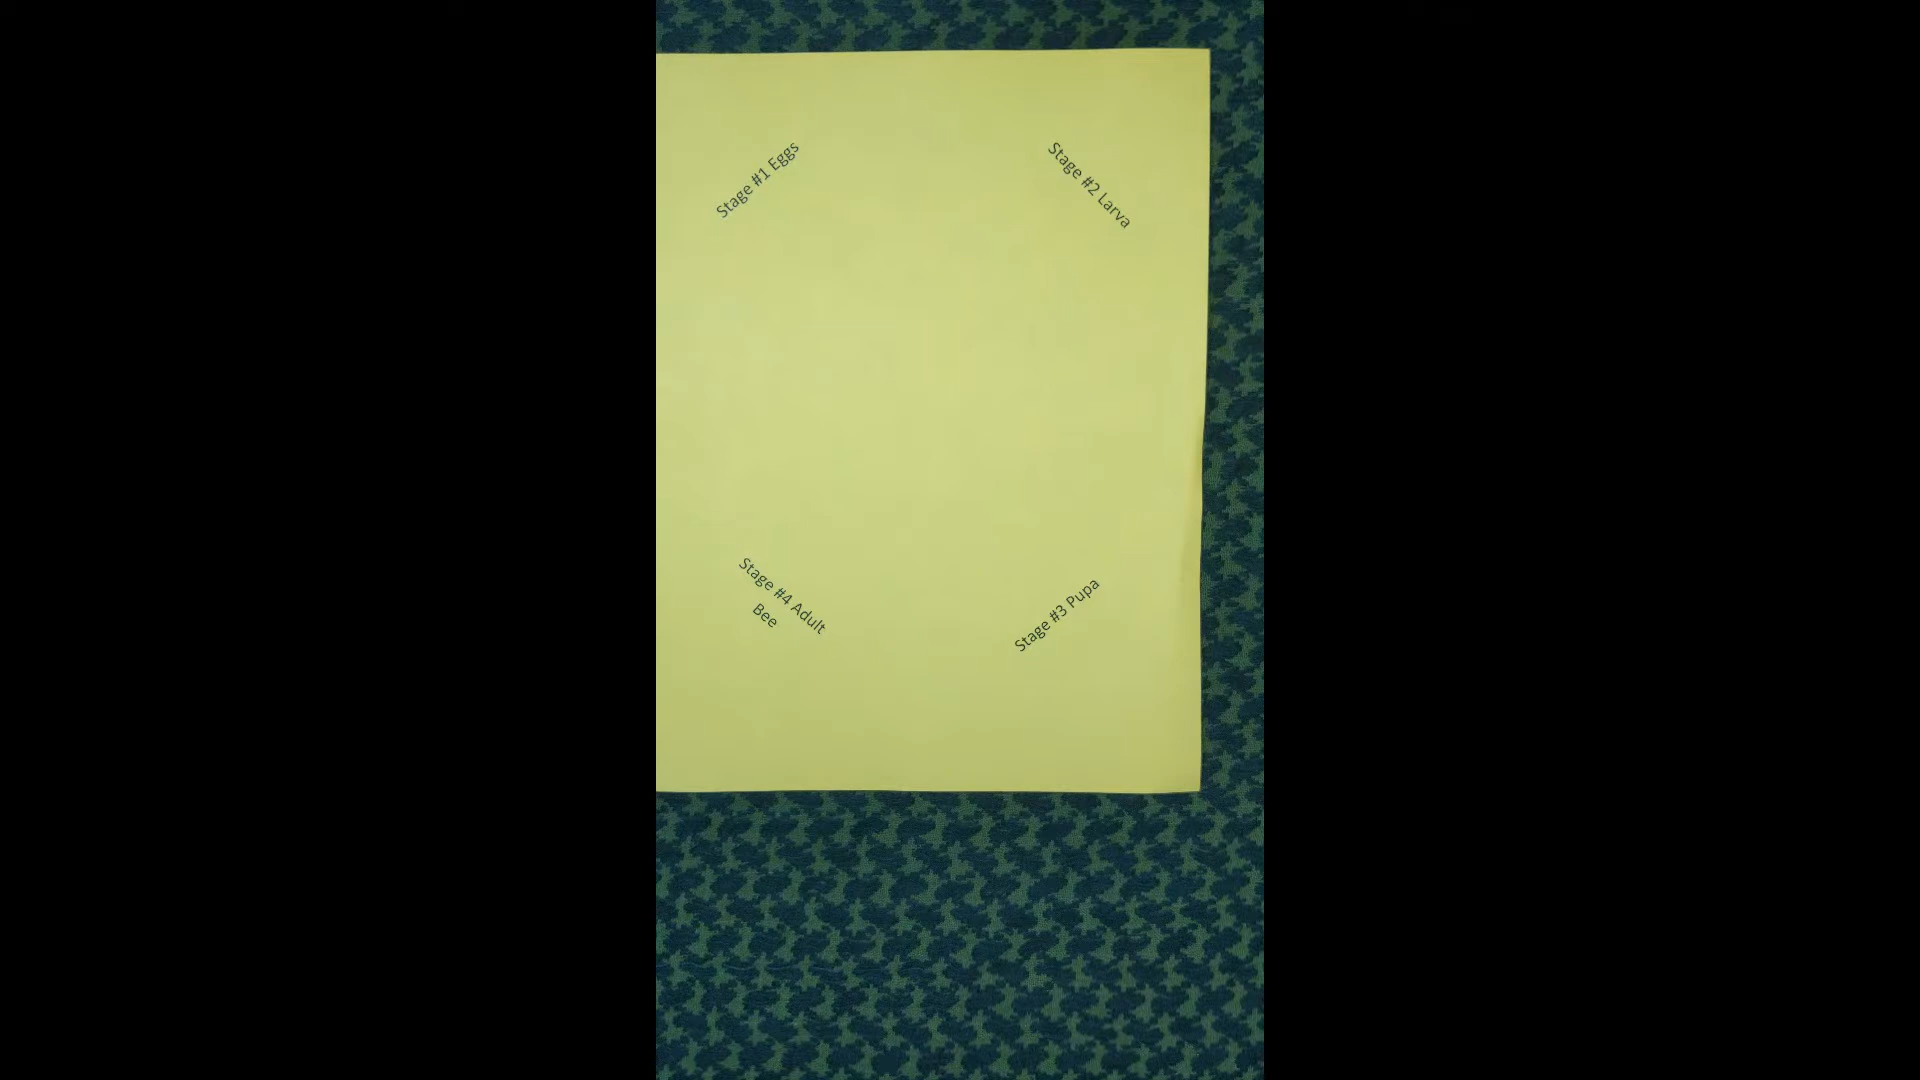 Stage #1 Eggs
Stage #2 Larva
Stage #3 Pupa
Stage #4 Adult
Bee